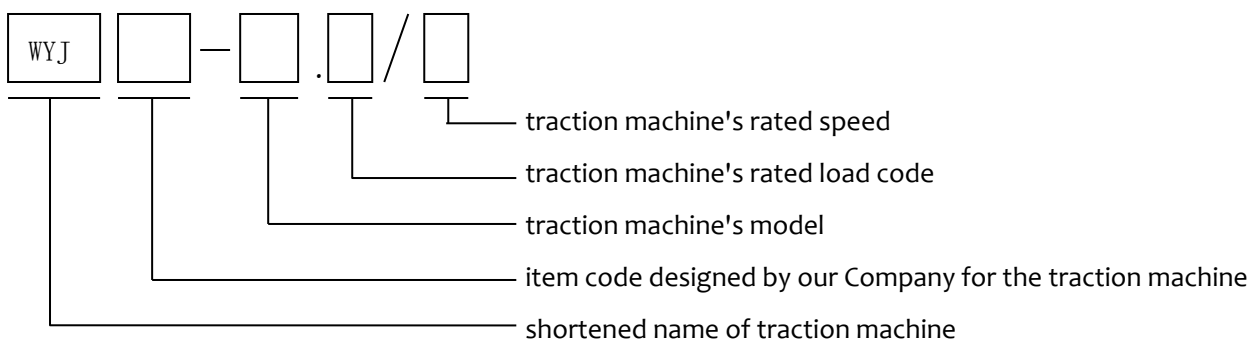 WYJ — . /
traction machine's rated speed
traction machine's rated load code
traction machine's model
item code designed by our Company for the traction machine
shortened name of traction machine